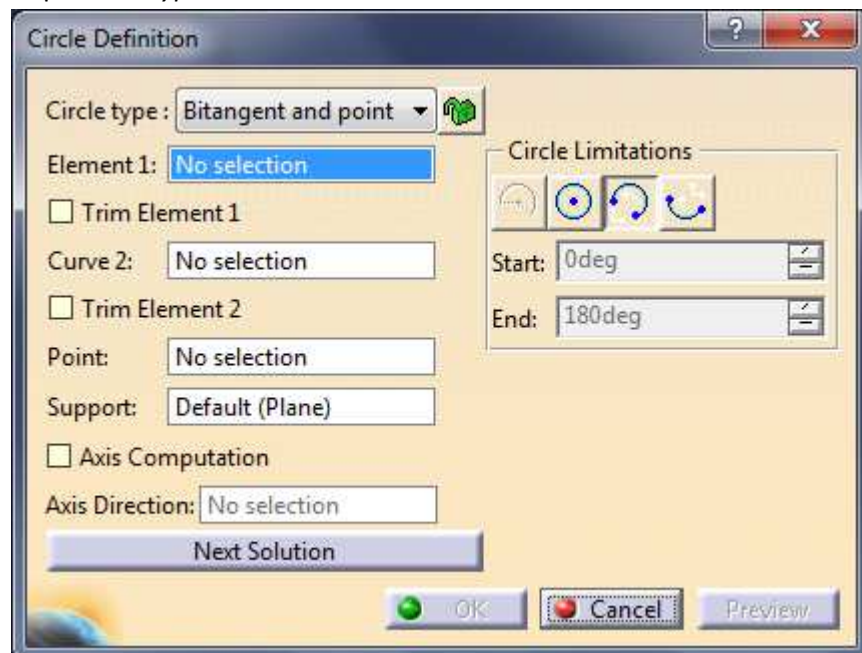 Circle Definition
?
X
Circle type : Bitangent and point
Element 1: No selection
Trim Element 1
Curve 2: No selection
Trim Element 2
Point: No selection
Support: Default (Plane)
Axis Computation
Axis Direction: No selection
Next Solution
Circle Limitations
Start: 0deg
End: 180deg
OK
Cancel
Preview